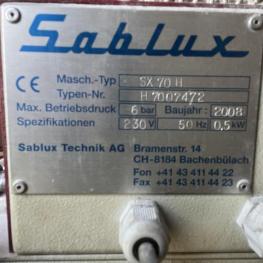 Sablux
CE Masch.-Typ SX 70 H
Typen-Nr. H7007472
Max. Betriebsdruck 6 bar Baujahr: 2008
Spezifikationen 230 V 50 Hz 0,5 kW
Sablux Technik AG Bramenstr. 14
CH-8184 Bachenbülach
Fon +41 43 411 44 22
Fax +41 43 411 44 23